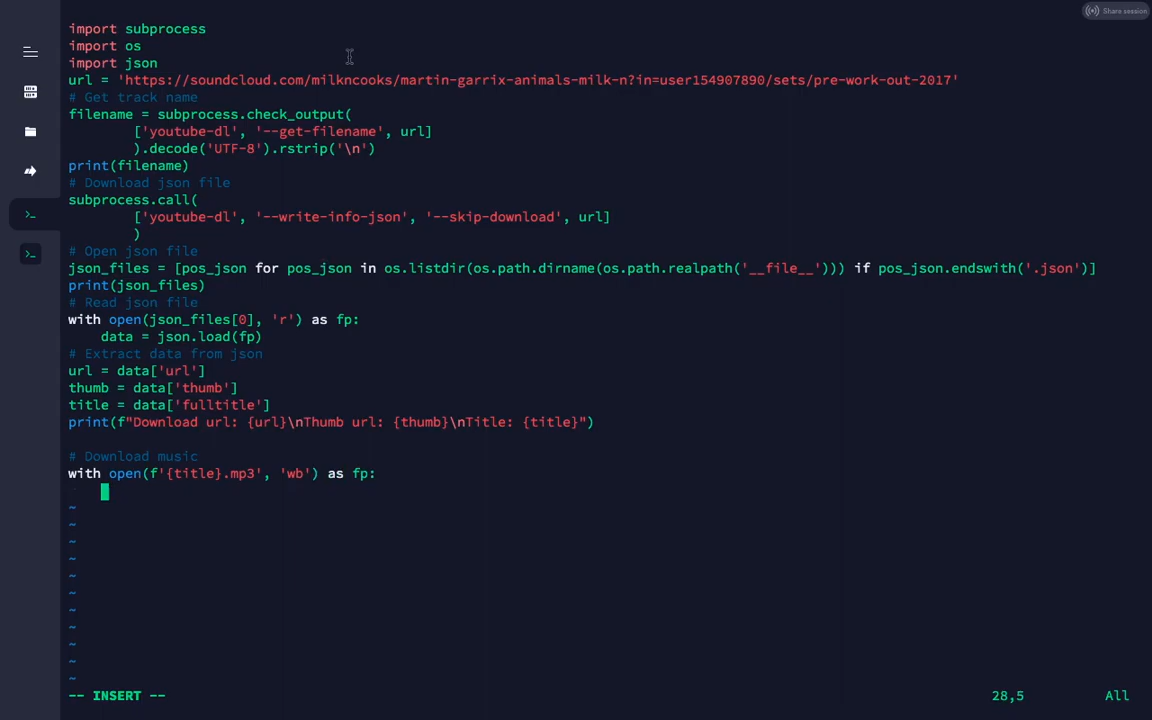 Share session
import subprocess
import os
import json
url = 'https://soundcloud.com/milkncooks/martin-garrix-animals-milk-n?in=user154907890/sets/pre-work-out-2017'
# Get track name
filename = subprocess.check_output(
        ['youtube-dl', '--get-filename', url]
        ).decode('UTF-8').rstrip('\n')
print(filename)
# Download json file
subprocess.call(
        ['youtube-dl', '--write-info-json', '--skip-download', url]
        )
# Open json file
json_files = [pos_json for pos_json in os.listdir(os.path.dirname(os.path.realpath('__file__'))) if pos_json.endswith('.json')]
print(json_files)
# Read json file
with open(json_files[0], 'r') as fp:
    data = json.load(fp)
# Extract data from json
url = data['url']
thumb = data['thumb']
title = data['fulltitle']
print(f"Download url: {url}\nThumb url: {thumb}\nTitle: {title}")
# Download music
with open(f'{title}.mp3', 'wb') as fp:
~
~
~
~
~
~
~
~
~
~
~
-- INSERT -- 28,5 All